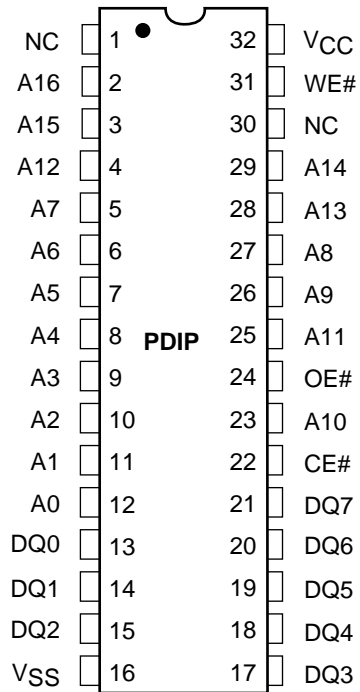 NC 1 32 VCC
A16 2 31 WE#
A15 3 30 NC
A12 4 29 A14
A7 5 28 A13
A6 6 27 A8
A5 7 26 A9
A4 8 PDIP 25 A11
A3 9 24 OE#
A2 10 23 A10
A1 11 22 CE#
A0 12 21 DQ7
DQ0 13 20 DQ6
DQ1 14 19 DQ5
DQ2 15 18 DQ4
VSS 16 17 DQ3